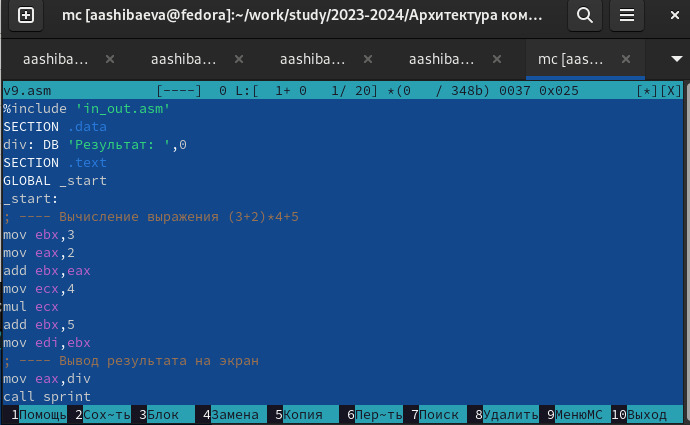 mc [aashibaeva@fedora]:~/work/study/2023-2024/Архитектура ком...
aashiba... × aashiba... × aashiba... × aashiba... × mc [aas... ×
v9.asm [----] 0 L:[ 1+ 0 1/ 20] *(0 / 348b) 0037 0x025 [*][X]
%include 'in_out.asm'
SECTION .data
div: DB 'Результат: ',0
SECTION .text
GLOBAL _start
_start:
; ---- Вычисление выражения (3+2)*4+5
mov ebx,3
mov eax,2
add ebx,eax
mov ecx,4
mul ecx
add ebx,5
mov edi,ebx
; ---- Вывод результата на экран
mov eax,div
call sprint
1Помощь 2Сох~ть 3Блок 4Замена 5Копия 6Пер~ть 7Поиск 8Удалить 9МенюMC 10Выход